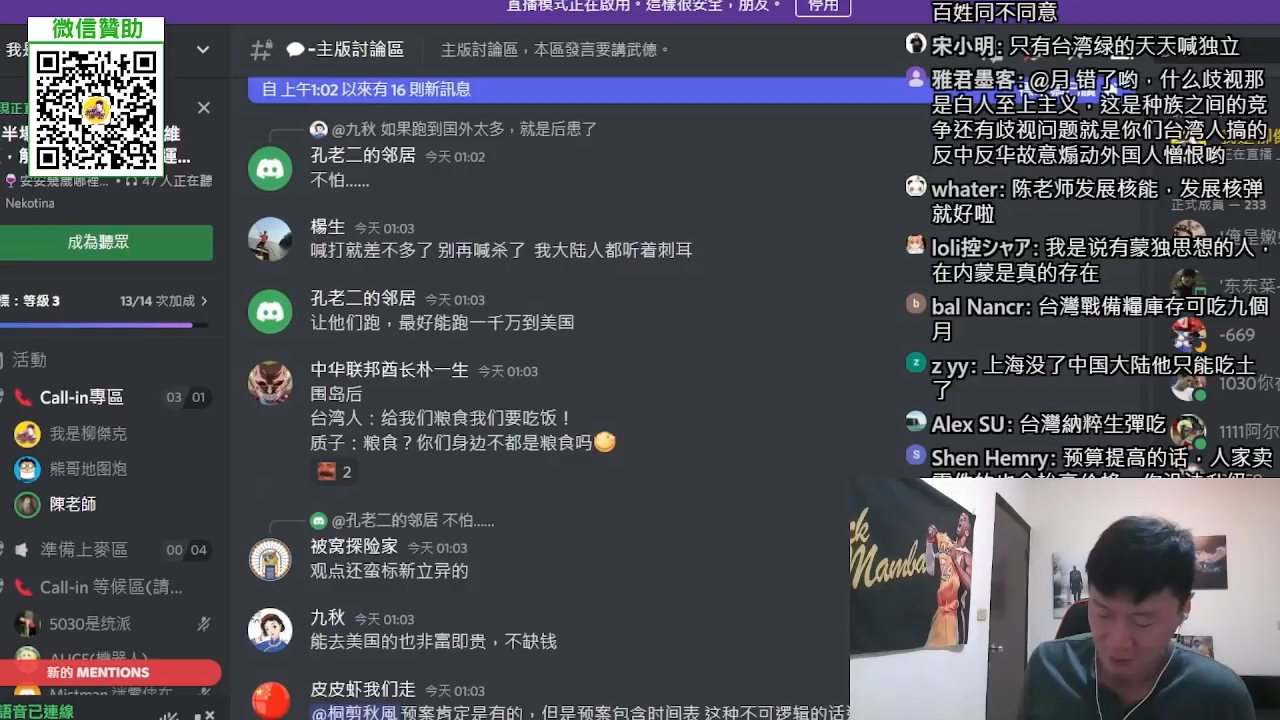 直播模式正在啟用。這樣很安全，朋友。
停用
微信贊助
-主版討論區
主版討論區，本區發言要講武德。
自 上午1:02 以來有 16 則新訊息
47 人正在聽
Nekotina
成為聽眾
標：等級 3
13/14 次加成
活動
Call-in專區
03 01
我是柳傑克
熊哥地图炮
陳老師
準備上麥區
00 04
Call-in 等候區(請...
5030是统派
新的 MENTIONS
語音已連線
@九秋 如果跑到国外太多，就是后患了
孔老二的邻居 今天 01:02
不怕......
楊生 今天 01:03
喊打就差不多了 别再喊杀了 我大陆人都听着刺耳
孔老二的邻居 今天 01:03
让他们跑，最好能跑一千万到美国
中华联邦酋长朴一生 今天 01:03
围岛后
台湾人：给我们粮食我们要吃饭！
质子：粮食？你们身边不都是粮食吗
2
@孔老二的邻居 不怕......
被窝探险家 今天 01:03
观点还蛮标新立异的
九秋 今天 01:03
能去美国的也非富即贵，不缺钱
皮皮虾我们走 今天 01:03
@桐剪秋風 预案肯定是有的，但是预案包含时间表 这种不可逻辑的话
百姓同不同意
宋小明: 只有台湾绿的天天喊独立
雅君墨客: @月 错了哟，什么歧视那
是白人至上主义，这是种族之间的竞
争还有歧视问题就是你们台湾人搞的
反中反华故意煽动外国人憎恨哟
whater: 陈老师发展核能，发展核弹
就好啦
正式成員 — 233
loli控シャア: 我是说有蒙独思想的人，
在内蒙是真的存在
bal Nancr: 台灣戰備糧庫存可吃九個
月
-669
z yy: 上海没了中国大陆他只能吃土
了
Alex SU: 台灣納粹生彈吃
Shen Hemry: 预算提高的话，人家卖
Mamba